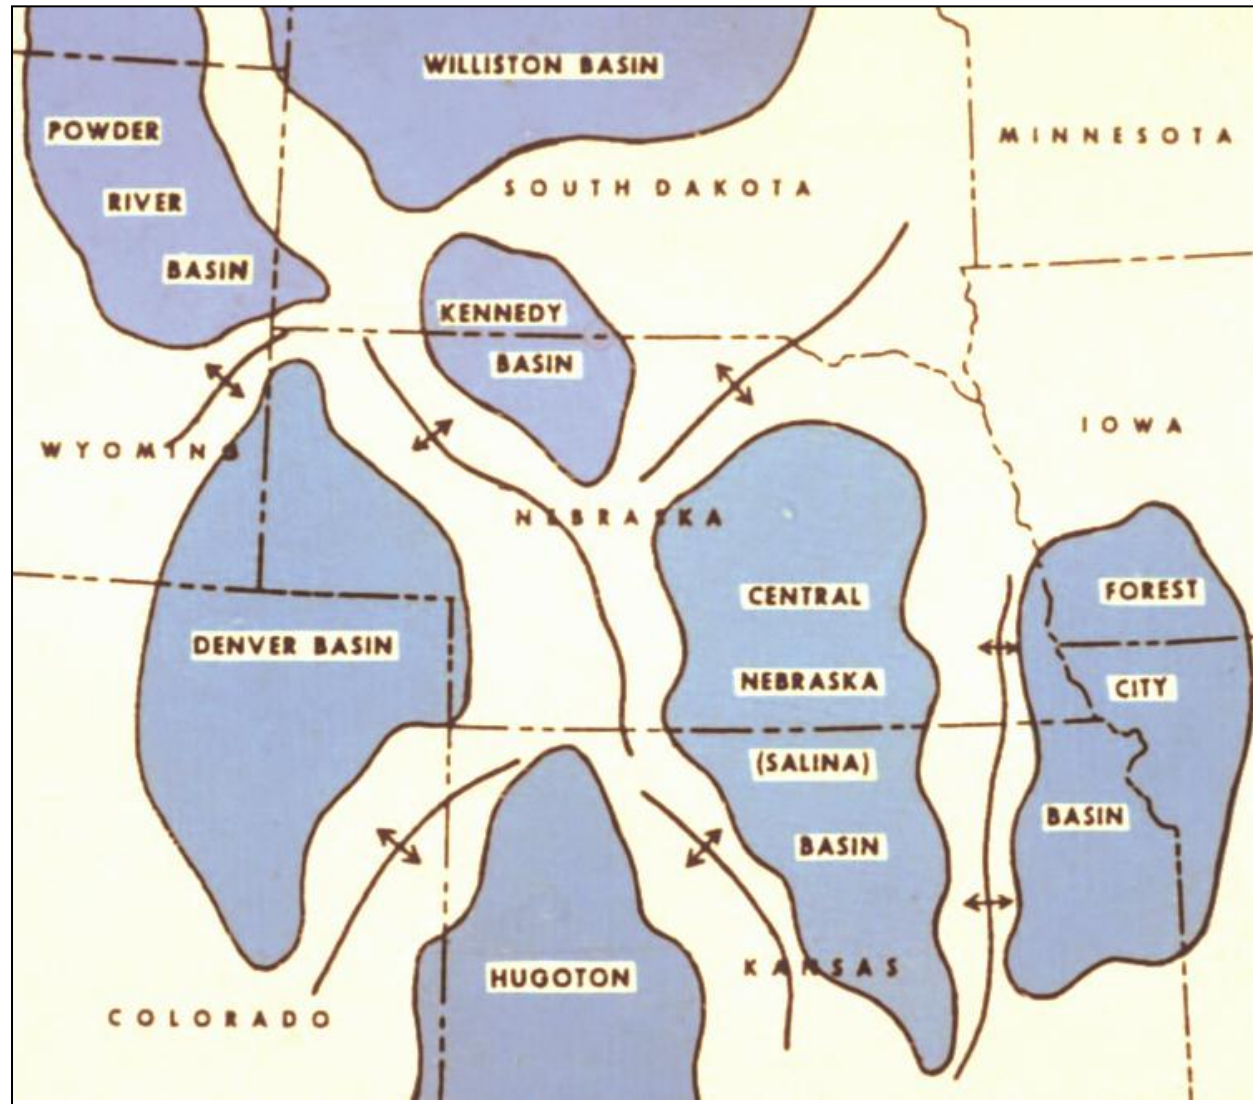 WILLISTON BASIN
POWDER
RIVER
BASIN
MINNESOTA
SOUTH DAKOTA
KENNEDY
BASIN
WYOMING
IOWA
NEBRASKA
CENTRAL
NEBRASKA
(SALINA)
BASIN
FOREST
CITY
BASIN
DENVER BASIN
HUGOTON
KANSAS
COLORADO